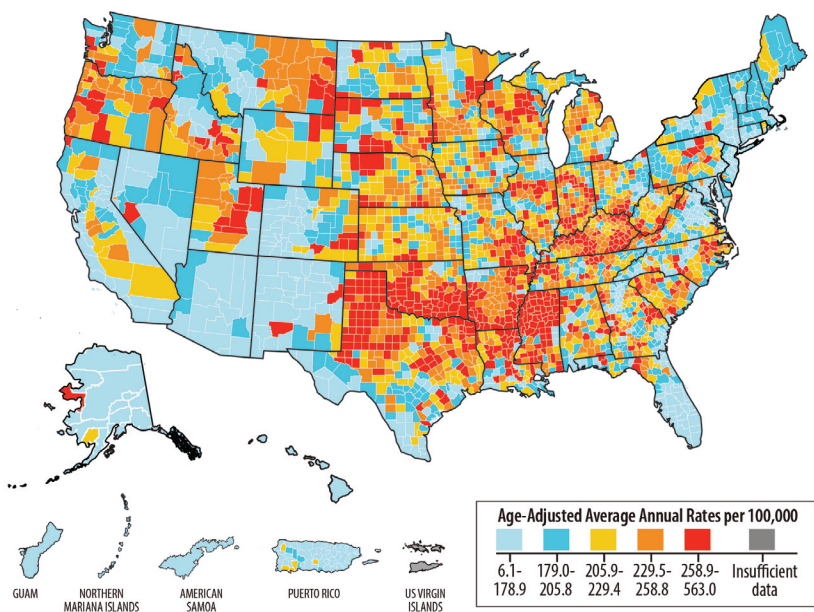 Age-Adjusted Average Annual Rates per 100,000
6.1-
178.9
179.0-
205.8
205.9-
229.4
229.5-
258.8
258.9-
563.0
Insufficient
data
GUAM
NORTHERN
MARIANA ISLANDS
AMERICAN
SAMOA
PUERTO RICO
US VIRGIN
ISLANDS